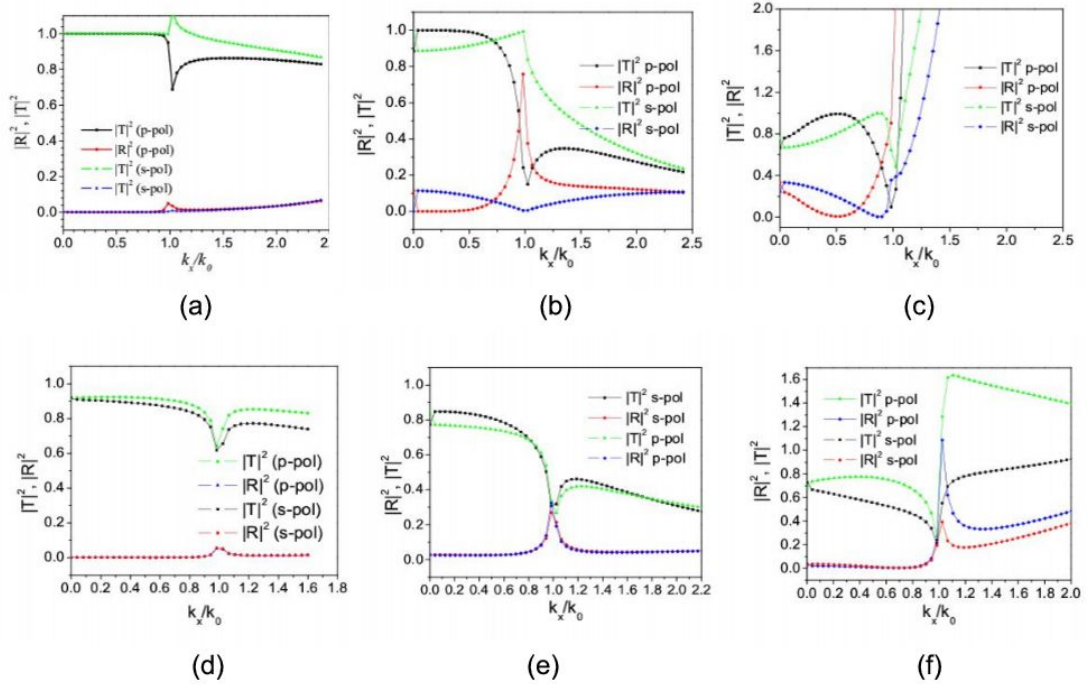 1.0
0.8
0.6
0.4
0.2
0.0
|R|², |T|²
|T|² (p-pol)
|R|² (p-pol)
|T|² (s-pol)
|T|² (s-pol)
0.0 0.5 1.0 1.5 2.0 2
kₓ/k₀
(a)
1.0
0.8
0.6
0.4
0.2
0.0
|R|², |T|²
|T|² p-pol
|R|² p-pol
|T|² s-pol
|R|² s-pol
0.0 0.5 1.0 1.5 2.0 2.5
kₓ/k₀
(b)
2.0
1.6
1.2
0.8
0.4
0.0
|T|², |R|²
|T|² p-pol
|R|² p-pol
|T|² s-pol
|R|² s-pol
0.0 0.5 1.0 1.5 2.0 2.5
kₓ/k₀
(c)
1.0
0.8
0.6
0.4
0.2
0.0
|T|², |R|²
|T|² (p-pol)
|R|² (p-pol)
|T|² (s-pol)
|R|² (s-pol)
0.0 0.2 0.4 0.6 0.8 1.0 1.2 1.4 1.6 1.8
kₓ/k₀
(d)
1.0
0.8
0.6
0.4
0.2
0.0
|R|², |T|²
|T|² s-pol
|R|² s-pol
|T|² p-pol
|R|² p-pol
0.0 0.2 0.4 0.6 0.8 1.0 1.2 1.4 1.6 1.8 2.0 2.2
kₓ/k₀
(e)
1.6
1.4
1.2
1.0
0.8
0.6
0.4
0.2
0.0
|R|², |T|²
|T|² p-pol
|R|² p-pol
|T|² s-pol
|R|² s-pol
0.0 0.2 0.4 0.6 0.8 1.0 1.2 1.4 1.6 1.8 2.0
kₓ/k₀
(f)